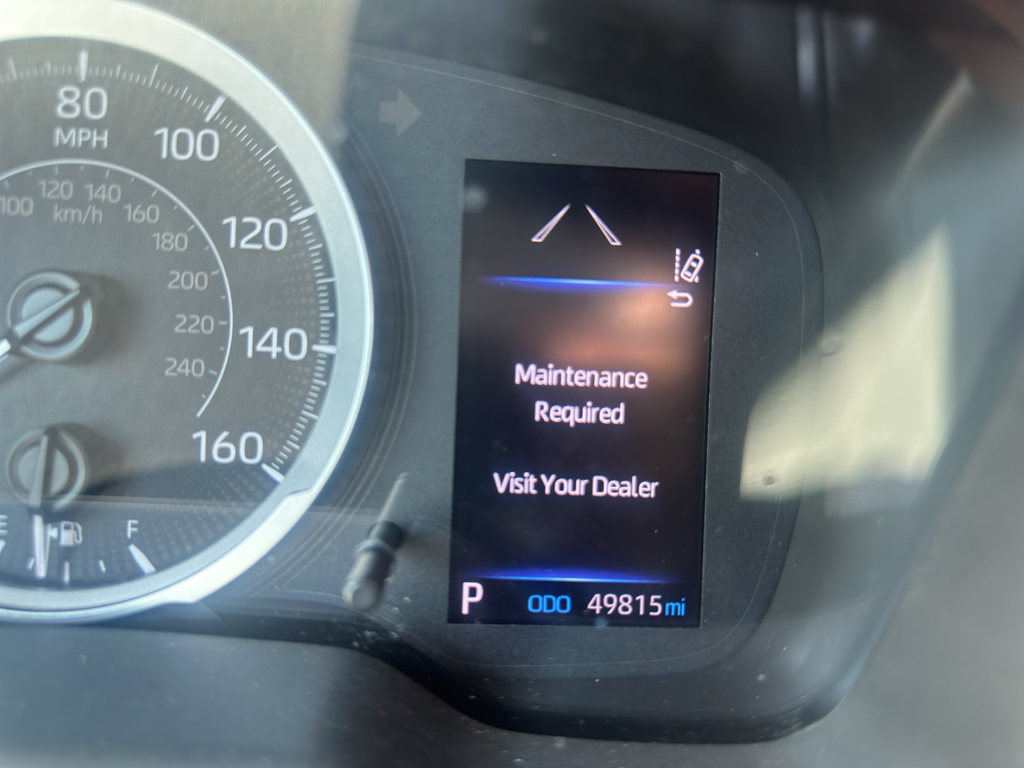 80
MPH
100
120
140
160
100 120 140 160
km/h
180
200
220
240
E F
Maintenance
Required
Visit Your Dealer
P ODO 49815 mi